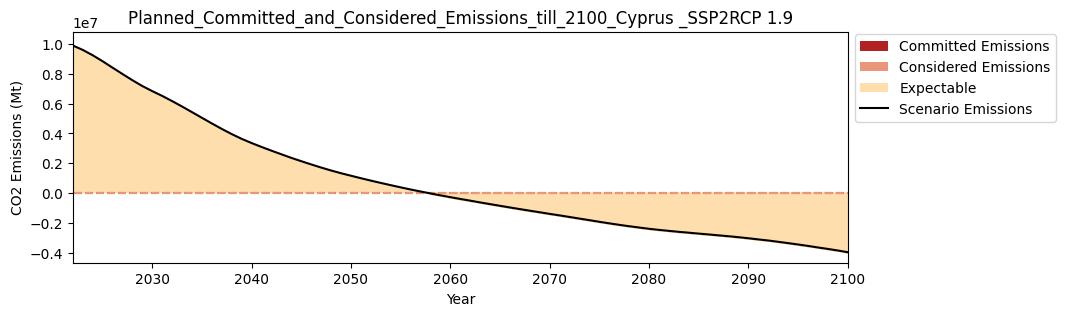 Planned_Committed_and_Considered_Emissions_till_2100_Cyprus _SSP2RCP 1.9
1e7
1.0
0.8
0.6
0.4
0.2
0.0
−0.2
−0.4
CO2 Emissions (Mt)
2030 2040 2050 2060 2070 2080 2090 2100
Year
Committed Emissions
Considered Emissions
Expectable
Scenario Emissions